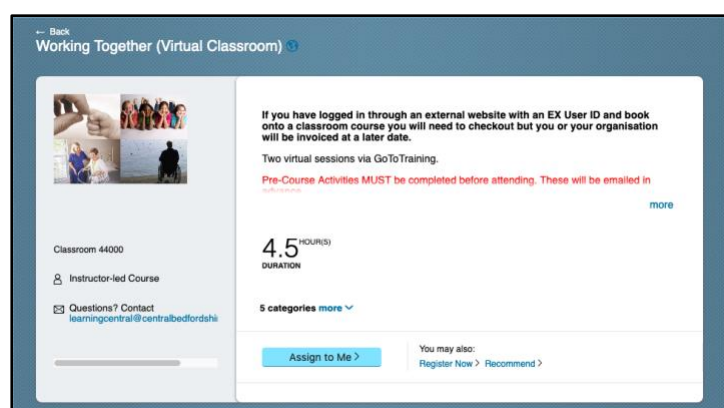 ← Back
Working Together (Virtual Classroom)
If you have logged in through an external website with an EX User ID and book
onto a classroom course you will need to checkout but you or your organisation
will be invoiced at a later date.
Two virtual sessions via GoToTraining.
Pre-Course Activities MUST be completed before attending. These will be emailed in
more
Classroom 44000
Instructor-led Course
Questions? Contact
learningcentral@centralbedfordshi
4.5 HOUR(S)
DURATION
5 categories more
Assign to Me >
You may also:
Register Now > Recommend >